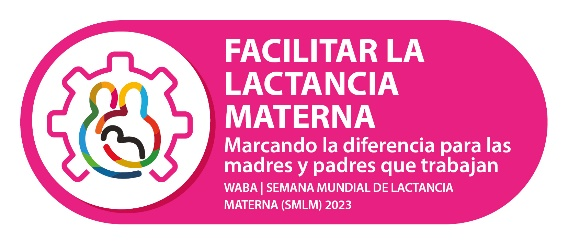 FACILITAR LA
LACTANCIA
MATERNA
Marcando la diferencia para las
madres y padres que trabajan
WABA | SEMANA MUNDIAL DE LACTANCIA
MATERNA (SMLM) 2023